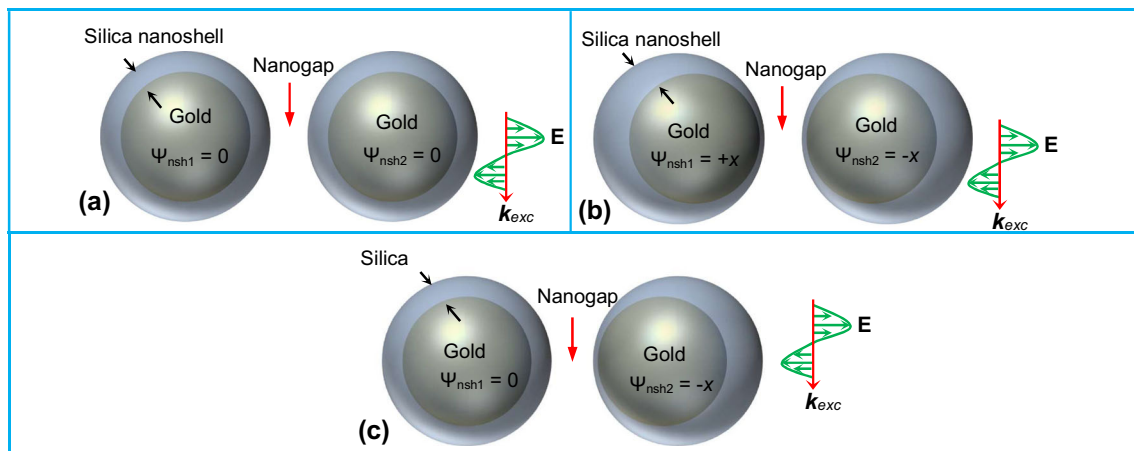 Silica nanoshell
Nanogap
Gold
Ψnsh1 = 0
Gold
Ψnsh2 = 0
E
kexc
(a)
Silica nanoshell
Nanogap
Gold
Ψnsh1 = +x
Gold
Ψnsh2 = -x
E
kexc
(b)
Silica
Nanogap
Gold
Ψnsh1 = 0
Gold
Ψnsh2 = -x
E
kexc
(c)